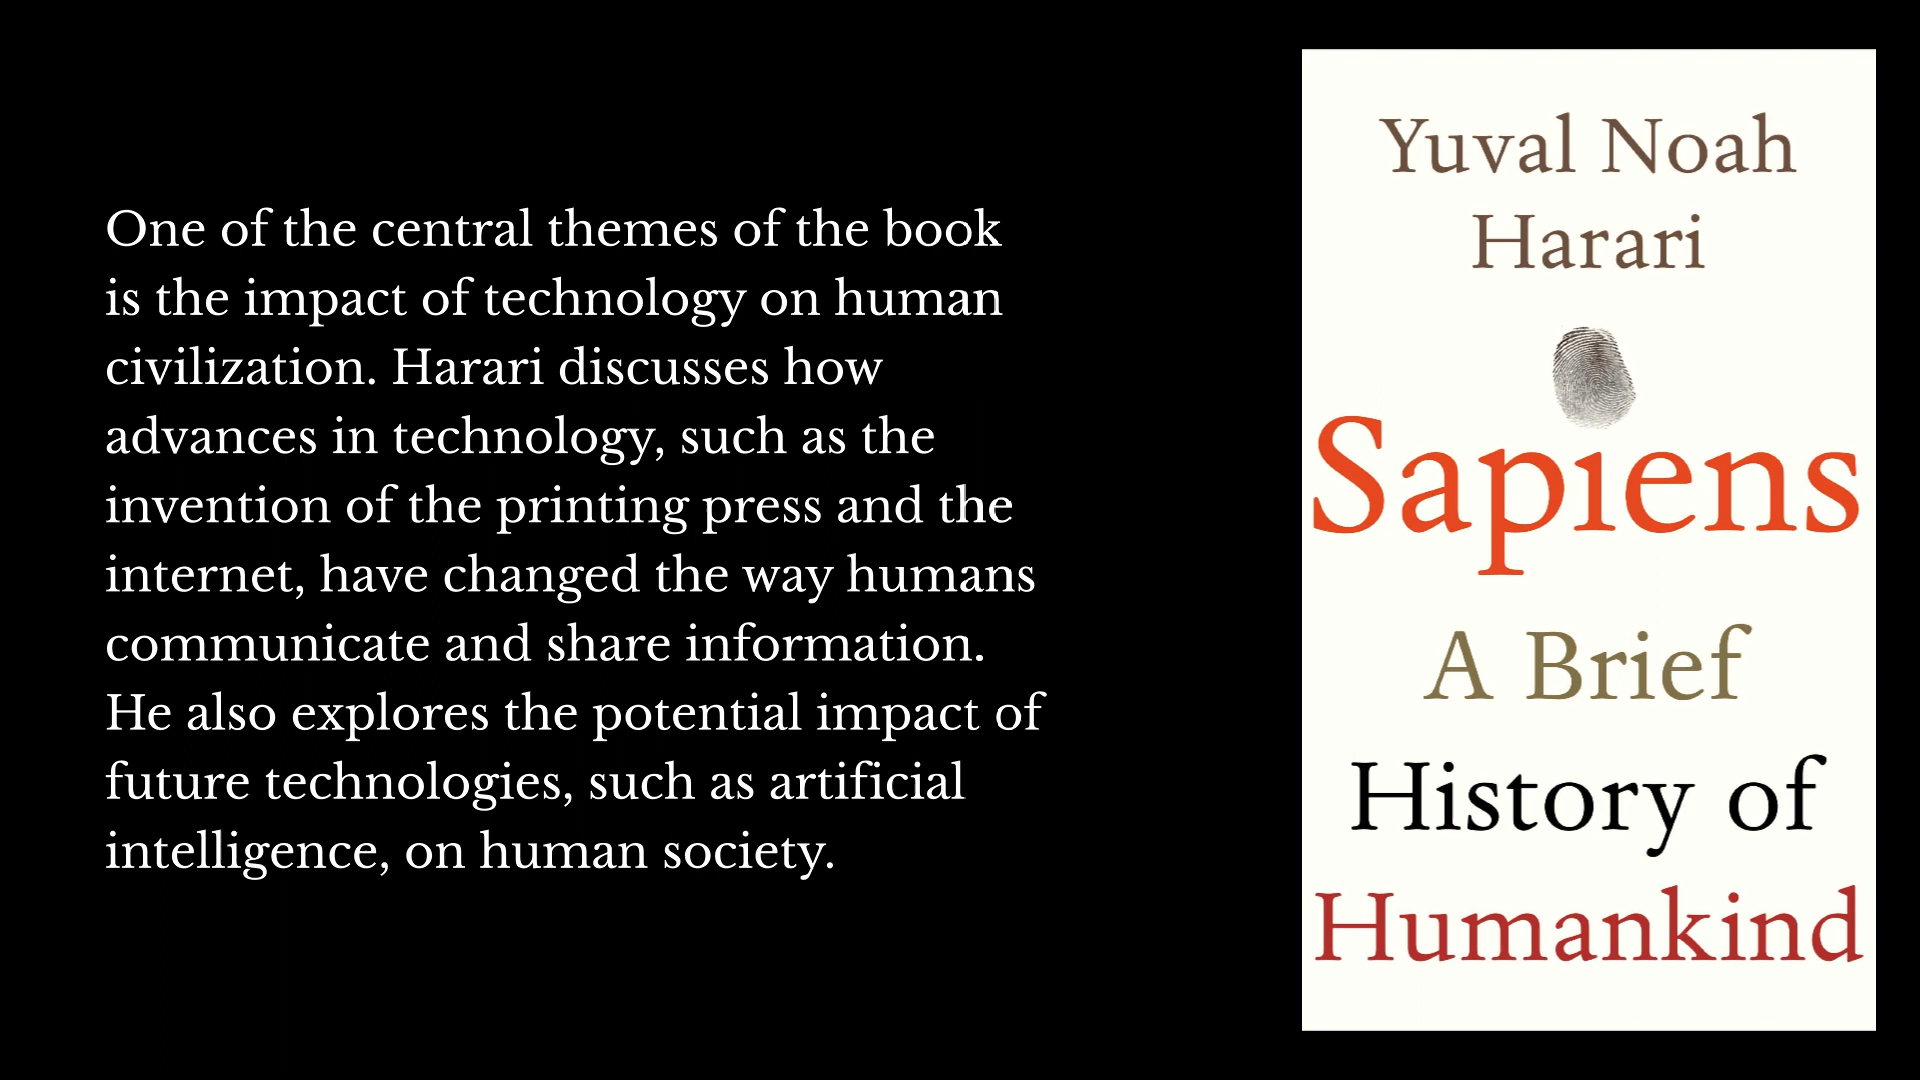 One of the central themes of the book
is the impact of technology on human
civilization. Harari discusses how
advances in technology, such as the
invention of the printing press and the
internet, have changed the way humans
communicate and share information.
He also explores the potential impact of
future technologies, such as artificial
intelligence, on human society.
Yuval Noah
Harari
Sapiens
A Brief
History of
Humankind